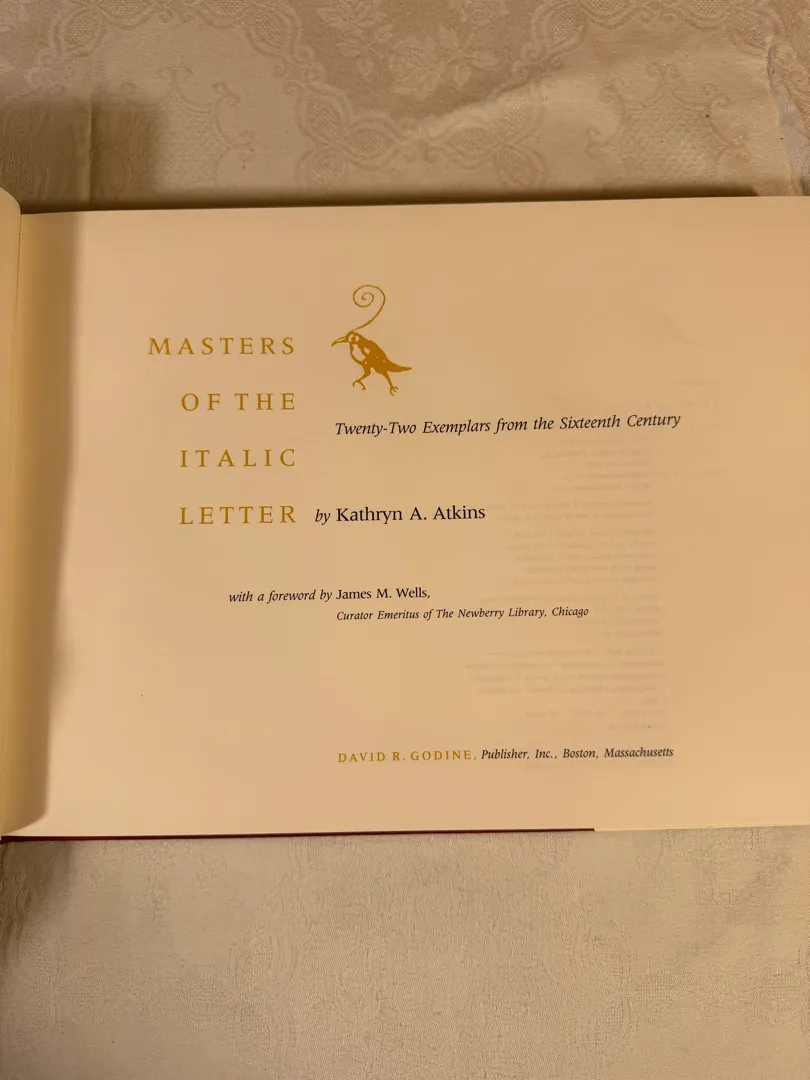 MASTERS
OF THE
Twenty-Two Exemplars from the Sixteenth Century
ITALIC
LETTER by Kathryn A. Atkins
with a foreword by James M. Wells,
Curator Emeritus of The Newberry Library, Chicago
DAVID R. GODINE, Publisher, Inc., Boston, Massachusetts